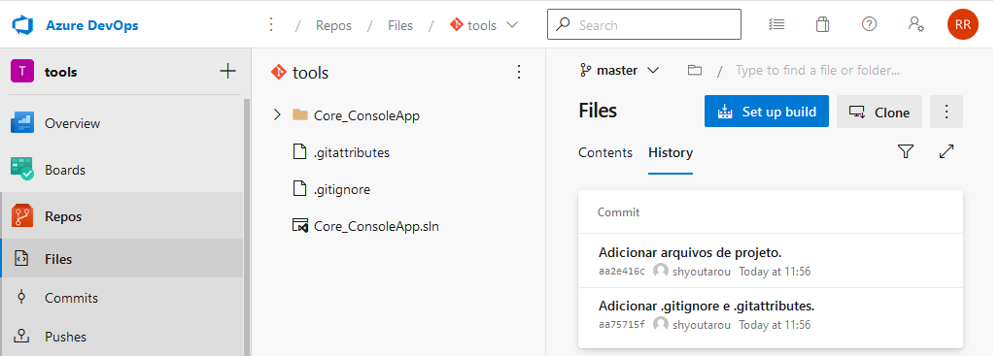 Azure DevOps
/ Repos / Files / tools
Search
RR
T tools
Overview
Boards
Repos
Files
Commits
Pushes
tools
Core_ConsoleApp
.gitattributes
.gitignore
Core_ConsoleApp.sln
master / Type to find a file or folder...
Files
Set up build
Clone
Contents History
Commit
Adicionar arquivos de projeto.
aa2e416c shyoutarou Today at 11:56
Adicionar .gitignore e .gitattributes.
aa75715f shyoutarou Today at 11:56